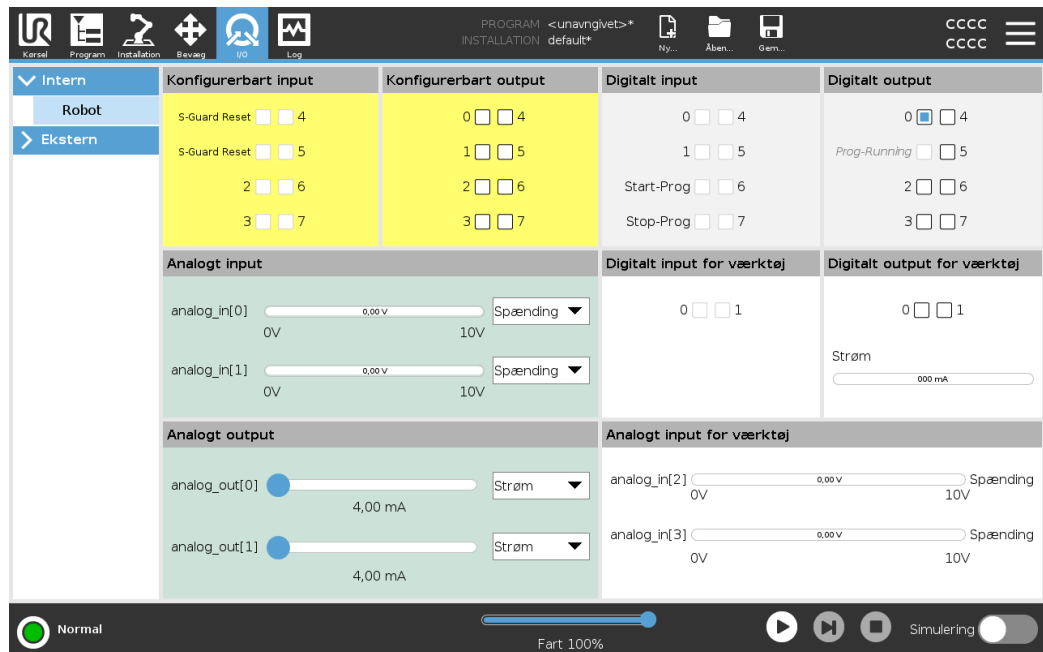 UR
PROGRAM <unavngivet>*
INSTALLATION default*
Kørsel Program Installation Bevæg I/O Log Ny... Åben... Gem...
CCCC
CCCC
Intern
Robot
Ekstern
Konfigurerbart input
S-Guard Reset 4
S-Guard Reset 5
2 6
3 7
Konfigurerbart output
0 4
1 5
2 6
3 7
Digitalt input
0 4
1 5
Start-Prog 6
Stop-Prog 7
Digitalt output
0 4
Prog-Running 5
2 6
3 7
Analogt input
analog_in[0] 0,00 V Spænding
0V 10V
analog_in[1] 0,00 V Spænding
0V 10V
Digitalt input for værktøj
0 1
Digitalt output for værktøj
0 1
Strøm
000 mA
Analogt output
analog_out[0] Strøm
4,00 mA
analog_out[1] Strøm
4,00 mA
Analogt input for værktøj
analog_in[2] 0,00 V Spænding
0V 10V
analog_in[3] 0,00 V Spænding
0V 10V
Normal
Fart 100%
Simulering